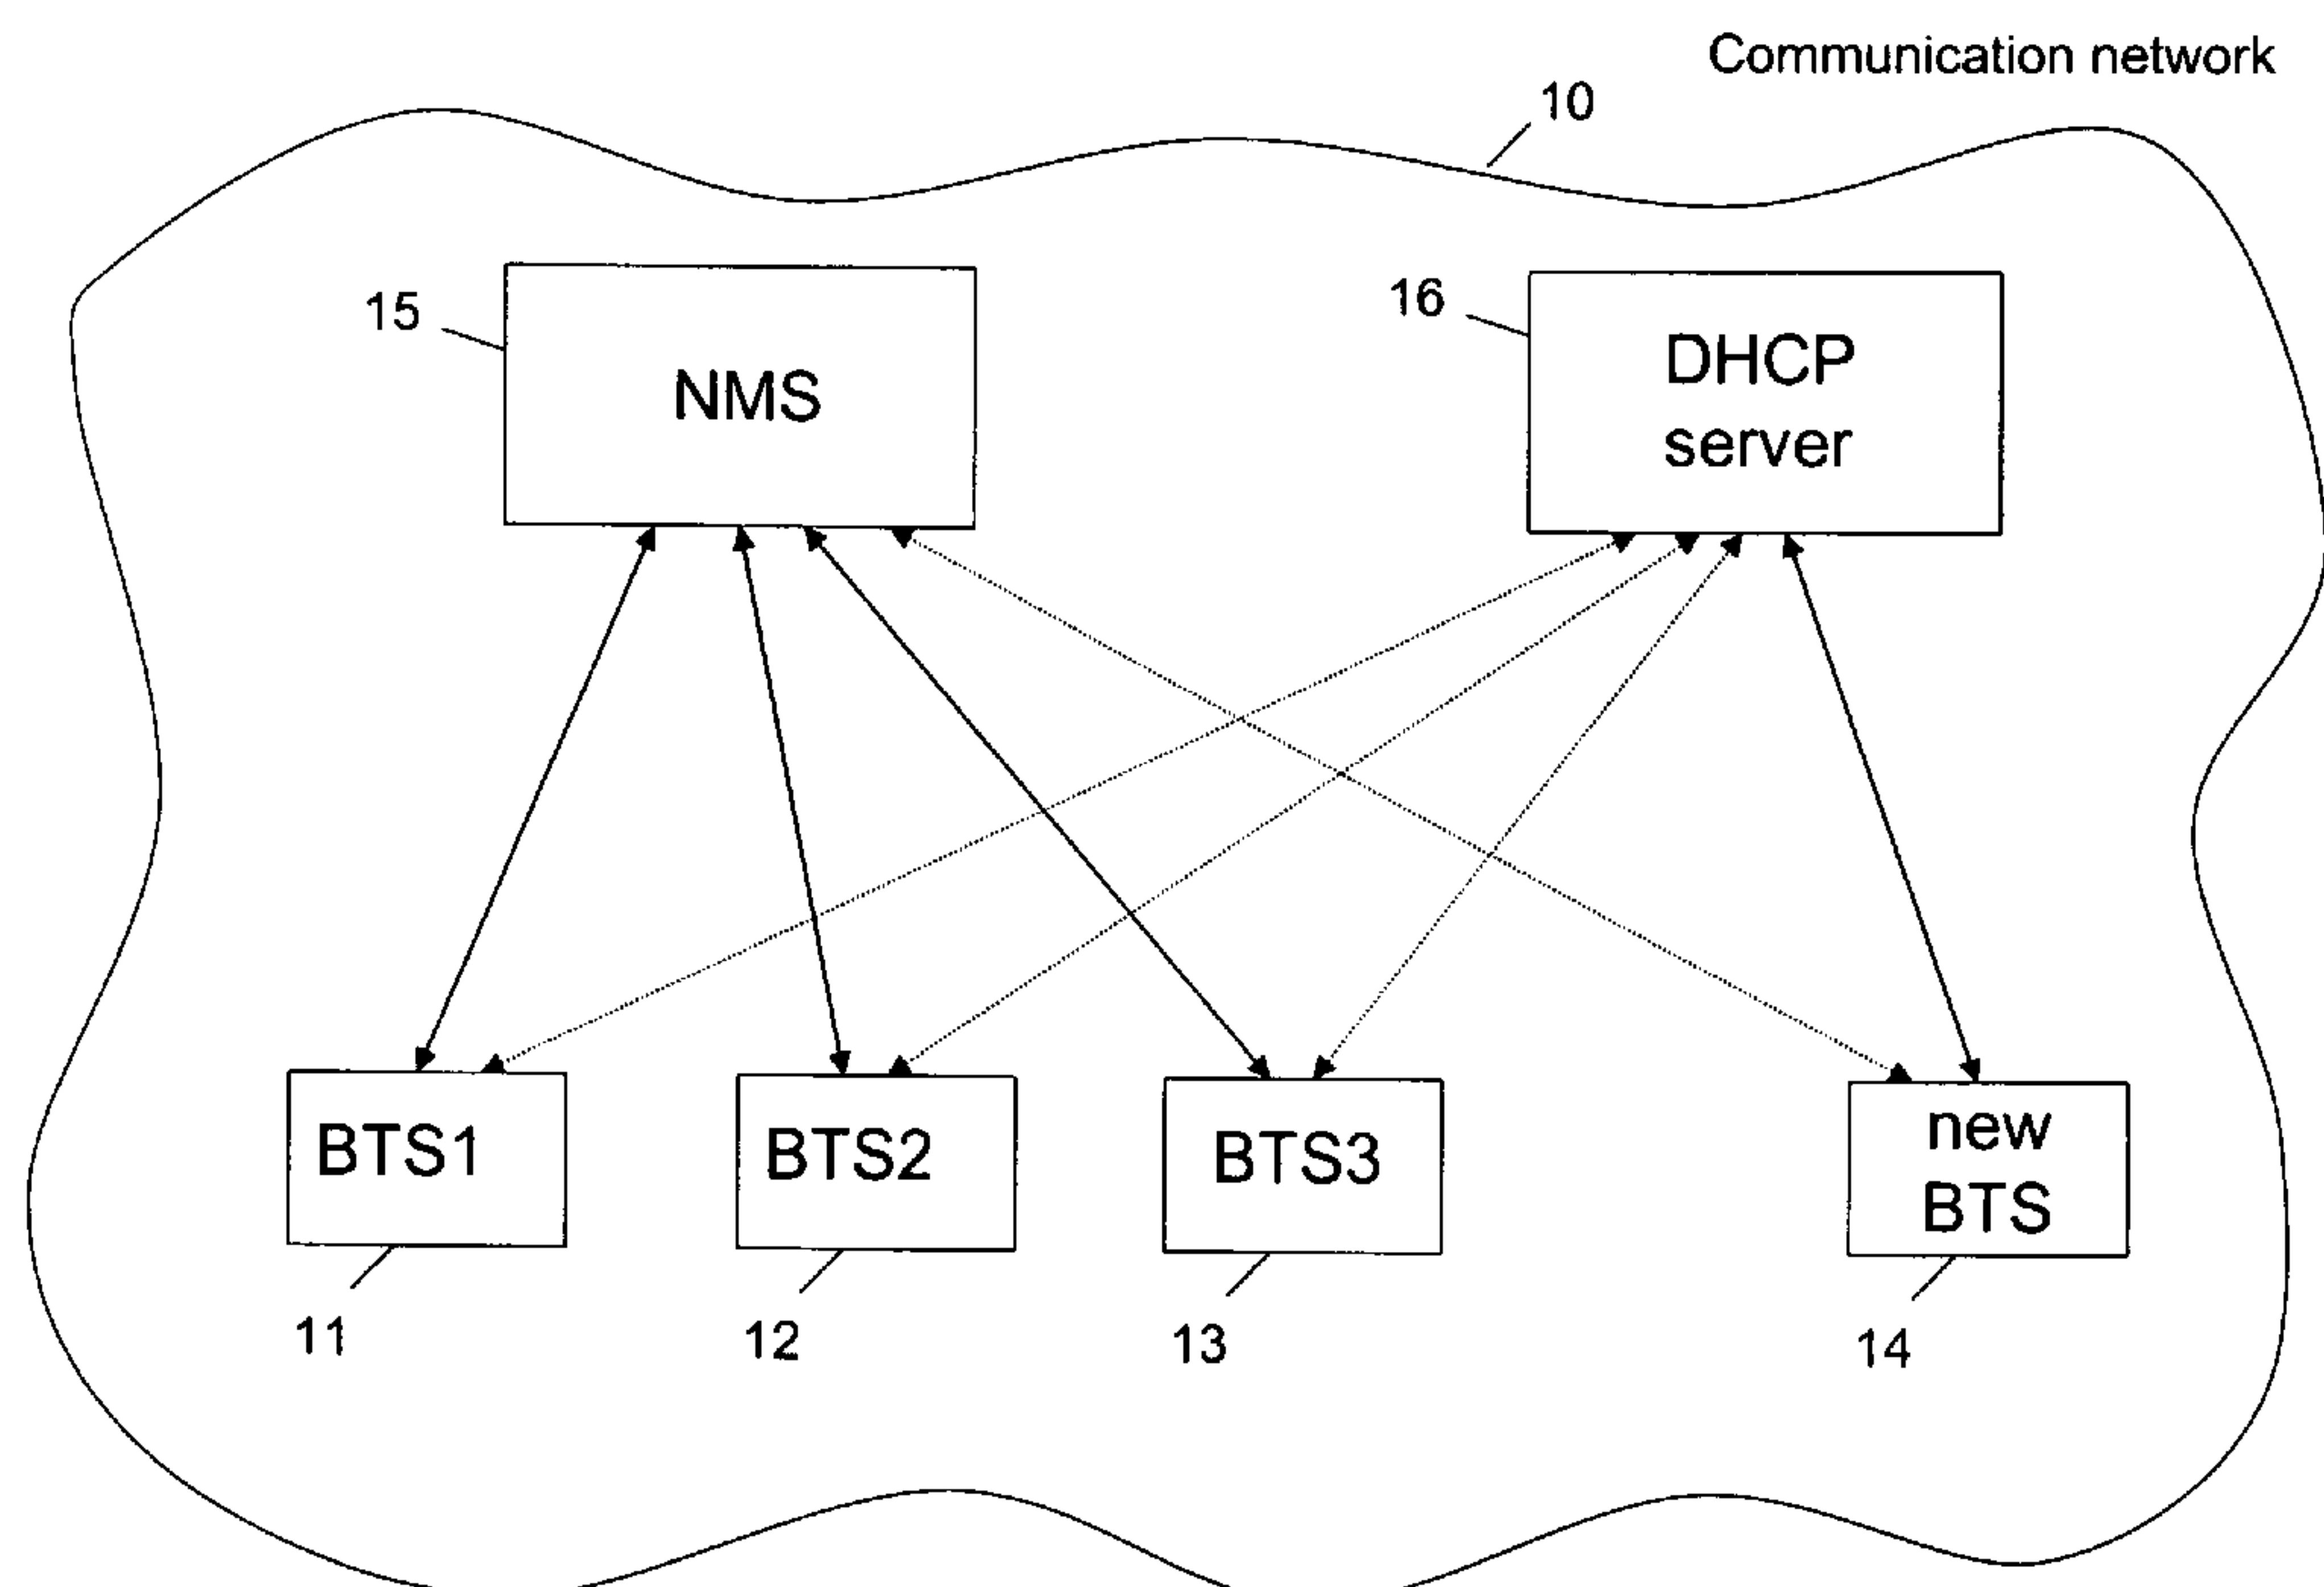 Communication network
10
15
NMS
16
DHCP
server
BTS1
BTS2
BTS3
new
BTS
11
12
13
14